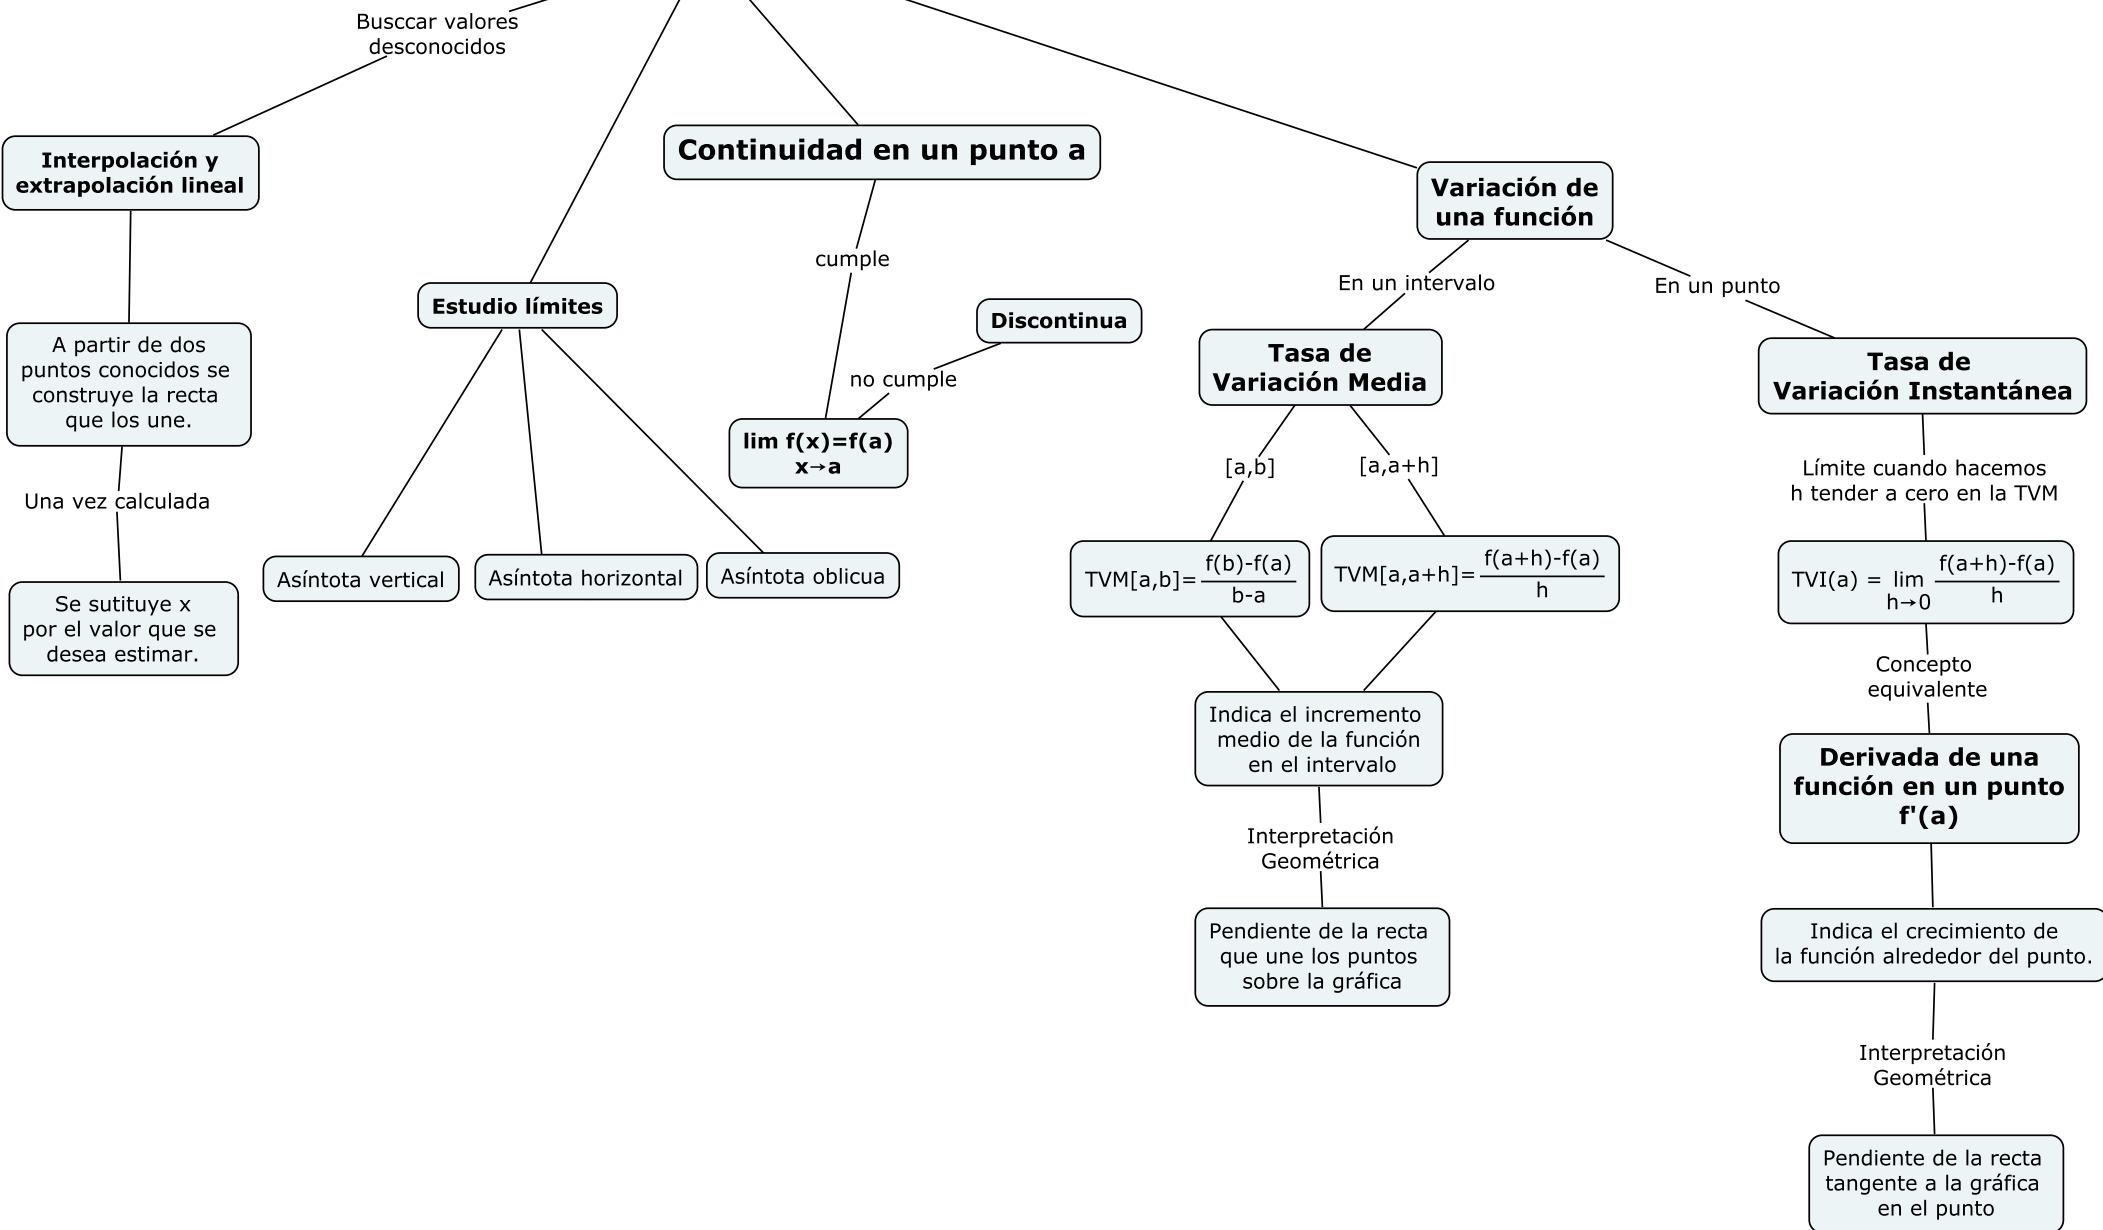 Busccar valores
desconocidos
Interpolación y
extrapolación lineal
A partir de dos
puntos conocidos se
construye la recta
que los une.
Una vez calculada
Se sutituye x
por el valor que se
desea estimar.
Estudio límites
Asíntota vertical
Asíntota horizontal
Asíntota oblicua
Continuidad en un punto a
cumple
Discontinua
no cumple
lim f(x)=f(a)
x→a
Variación de
una función
En un intervalo
Tasa de
Variación Media
[a,b]
TVM[a,b]=
f(b)-f(a)
b-a
[a,a+h]
TVM[a,a+h]=
f(a+h)-f(a)
h
Indica el incremento
medio de la función
en el intervalo
Interpretación
Geométrica
Pendiente de la recta
que une los puntos
sobre la gráfica
En un punto
Tasa de
Variación Instantánea
Límite cuando hacemos
h tender a cero en la TVM
TVI(a) = lim
h→0
f(a+h)-f(a)
h
Concepto
equivalente
Derivada de una
función en un punto
f'(a)
Indica el crecimiento de
la función alrededor del punto.
Interpretación
Geométrica
Pendiente de la recta
tangente a la gráfica
en el punto